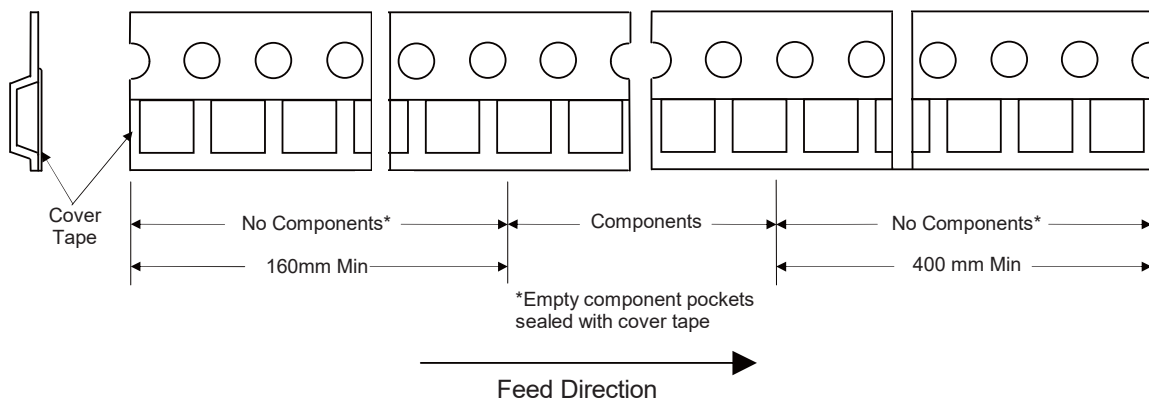 Cover
Tape
No Components*
Components
No Components*
160mm Min
400 mm Min
*Empty component pockets
sealed with cover tape
Feed Direction